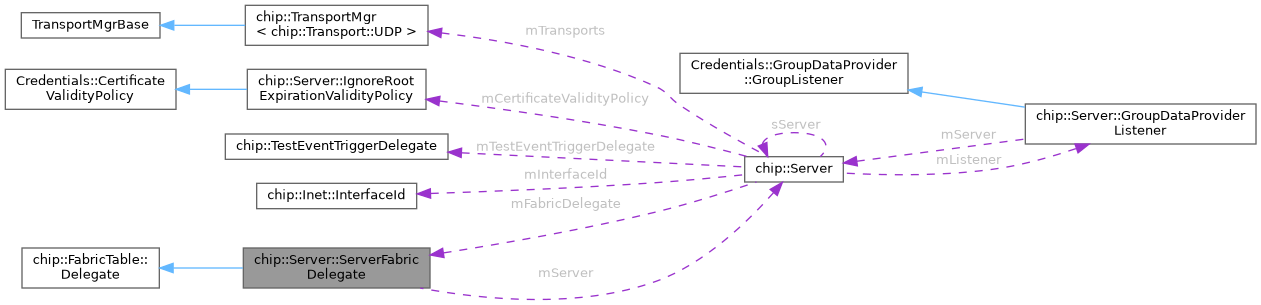 TransportMgrBase
chip::TransportMgr
< chip::Transport::UDP >
mTransports
Credentials::GroupDataProvider
::GroupListener
Credentials::Certificate
ValidityPolicy
chip::Server::IgnoreRoot
ExpirationValidityPolicy
mCertificateValidityPolicy
chip::Server::GroupDataProvider
Listener
sServer
mServer
chip::TestEventTriggerDelegate
mTestEventTriggerDelegate
mListener
chip::Server
mInterfaceId
chip::Inet::InterfaceId
mFabricDelegate
chip::FabricTable::
Delegate
chip::Server::ServerFabric
Delegate
mServer